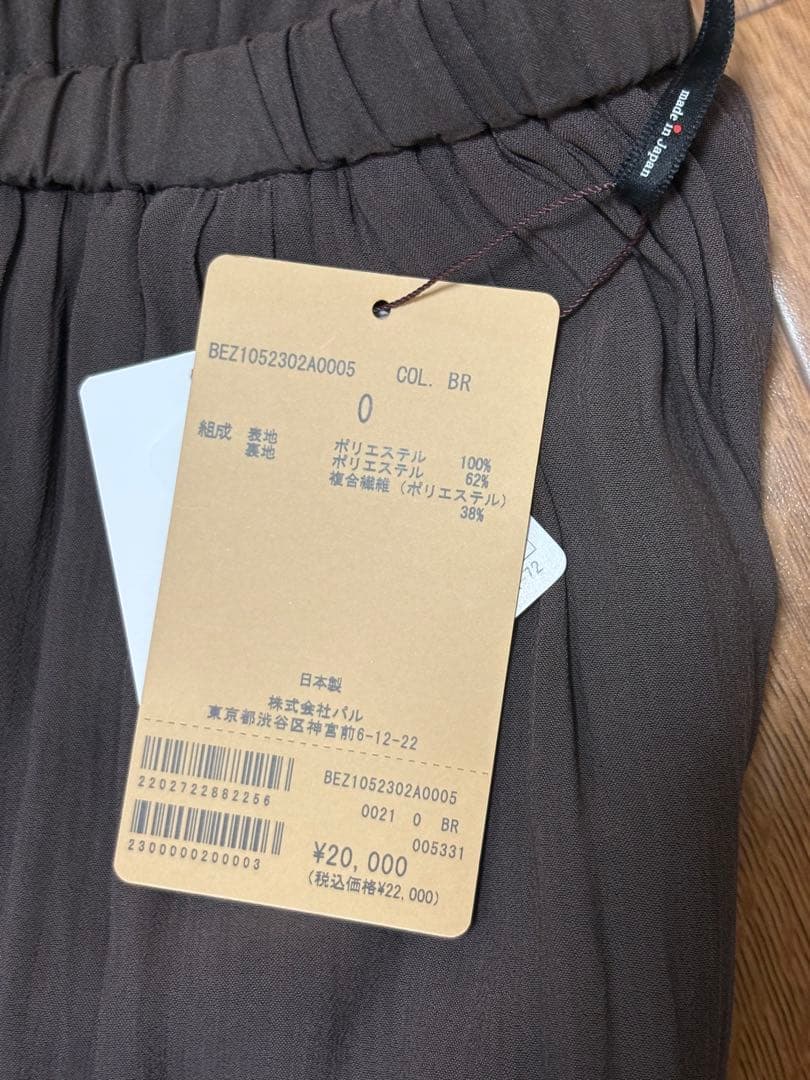 made in Japan
BEZ1052302A0005 COL. BR
0
組成 表地 ポリエステル 100%
裏地 ポリエステル 62%
複合繊維(ポリエステル)
38%
-72
日本製
株式会社パル
東京都渋谷区神宮前6-12-22
2202722882256
BEZ1052302A0005
0021 0 BR
005331
2300000200003
¥20,000
(税込価格¥22,000)